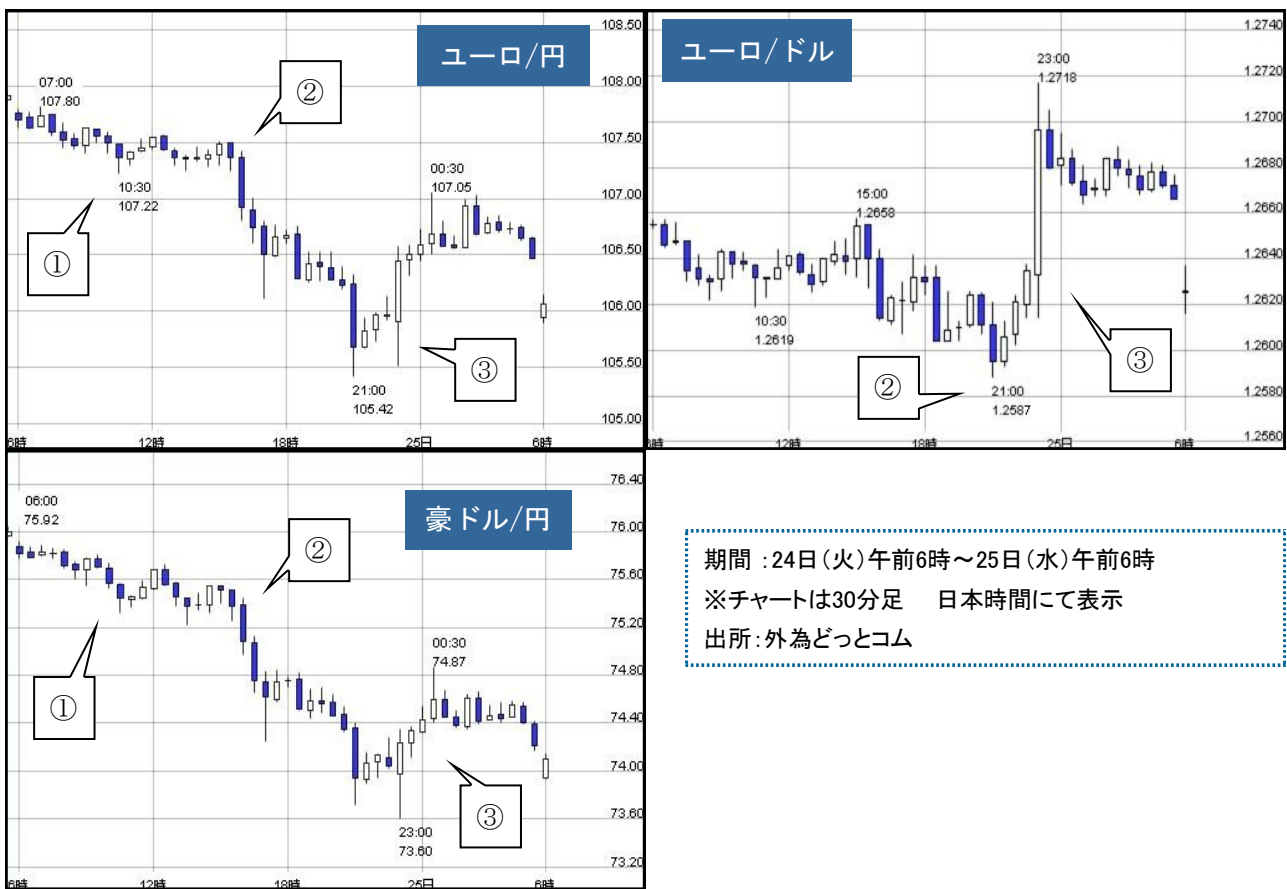 ユーロ/円
108.50
108.00
107.50
107.00
106.50
106.00
105.50
105.00
07:00
107.80
②
10:30
107.22
①
00:30
107.05
③
21:00
105.42
6時
12時
18時
25日
6時
ユーロ/ドル
1.2740
1.2720
1.2700
1.2680
1.2660
1.2640
1.2620
1.2600
1.2580
1.2560
23:00
1.2718
15:00
1.2658
10:30
1.2619
②
③
21:00
1.2587
6時
12時
18時
25日
6時
豪ドル/円
76.40
76.00
75.60
75.20
74.80
74.40
74.00
73.60
73.20
06:00
75.92
②
①
00:30
74.87
③
23:00
73.60
6時
12時
18時
25日
6時
期間：24日（火）午前6時～25日（水）午前6時
※チャートは30分足　日本時間にて表示
出所：外為どっとコム